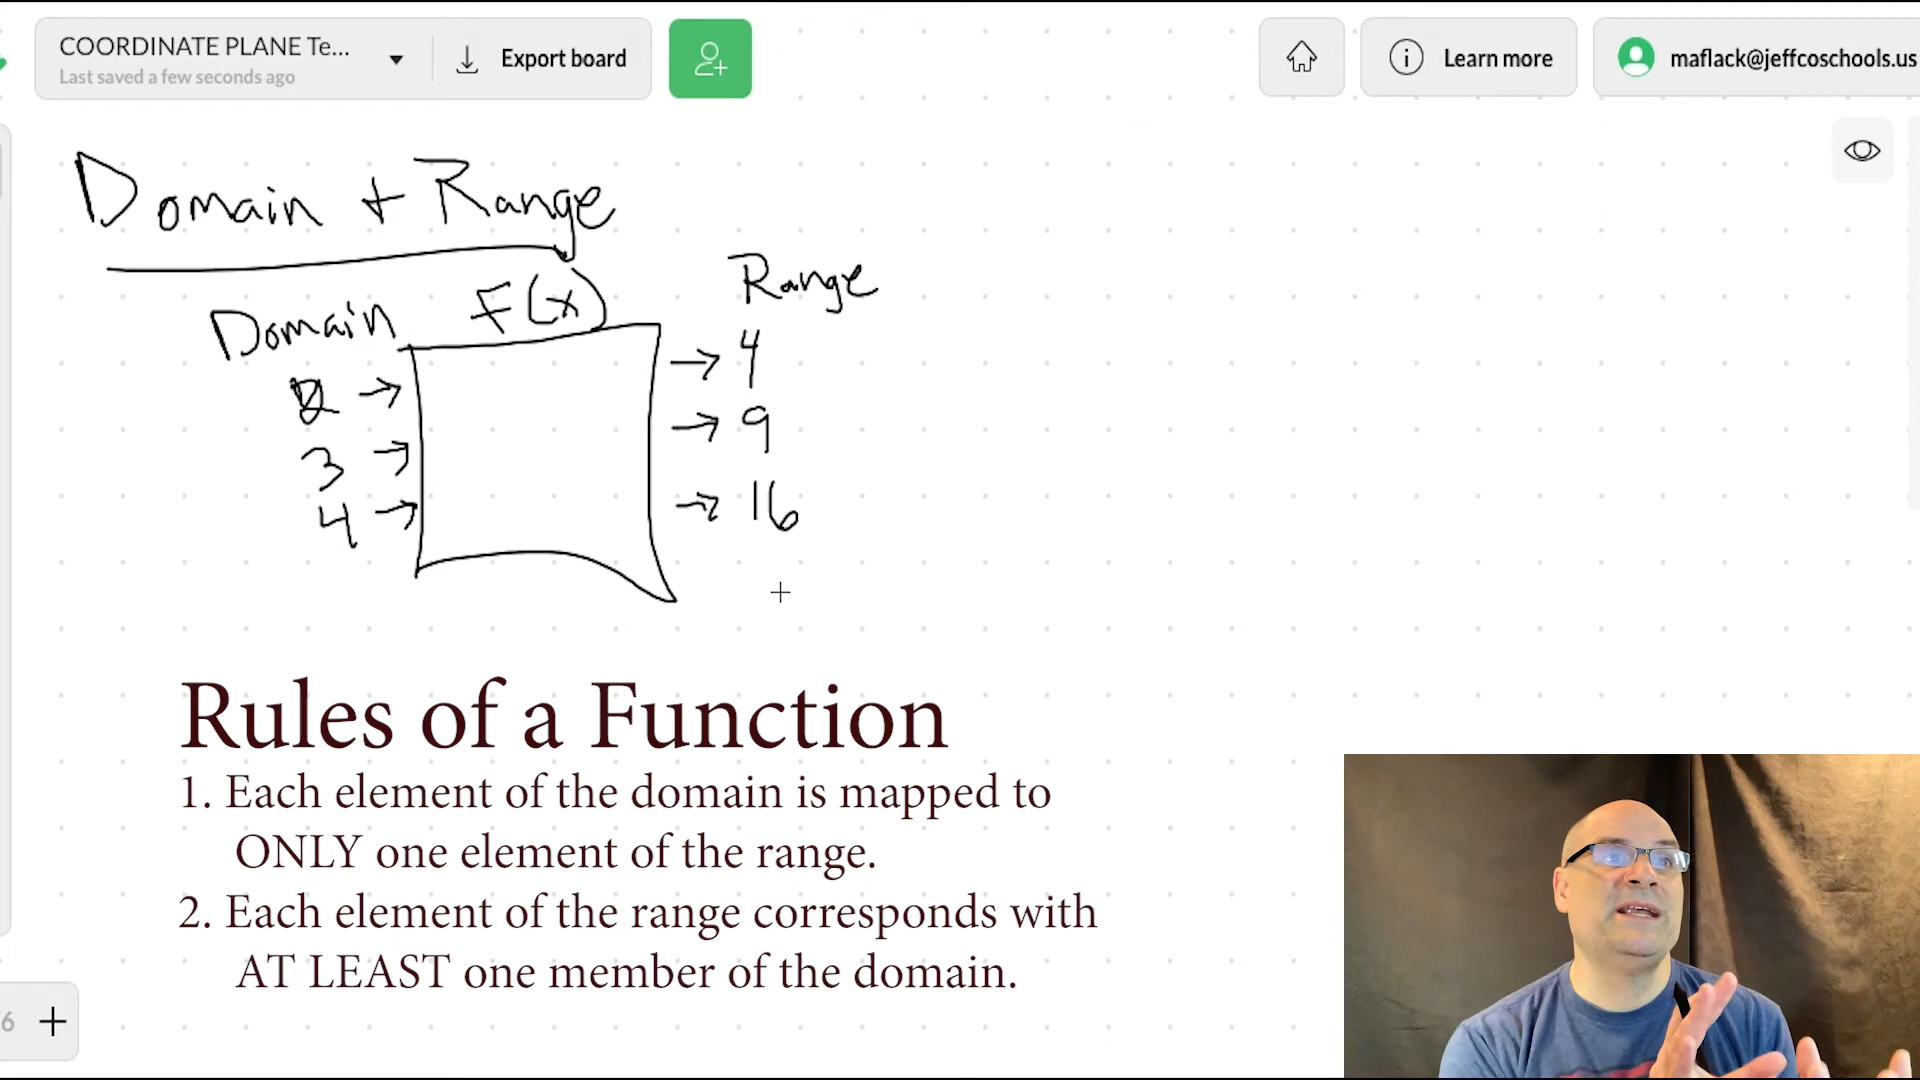 COORDINATE PLANE Te...
Last saved a few seconds ago
Export board
Learn more
maflack@jeffcoschools.us
Domain + Range
Domain F(x) Range
2 → → 4
3 → → 9
4 → → 16
Rules of a Function
1. Each element of the domain is mapped to
ONLY one element of the range.
2. Each element of the range corresponds with
AT LEAST one member of the domain.
6 +